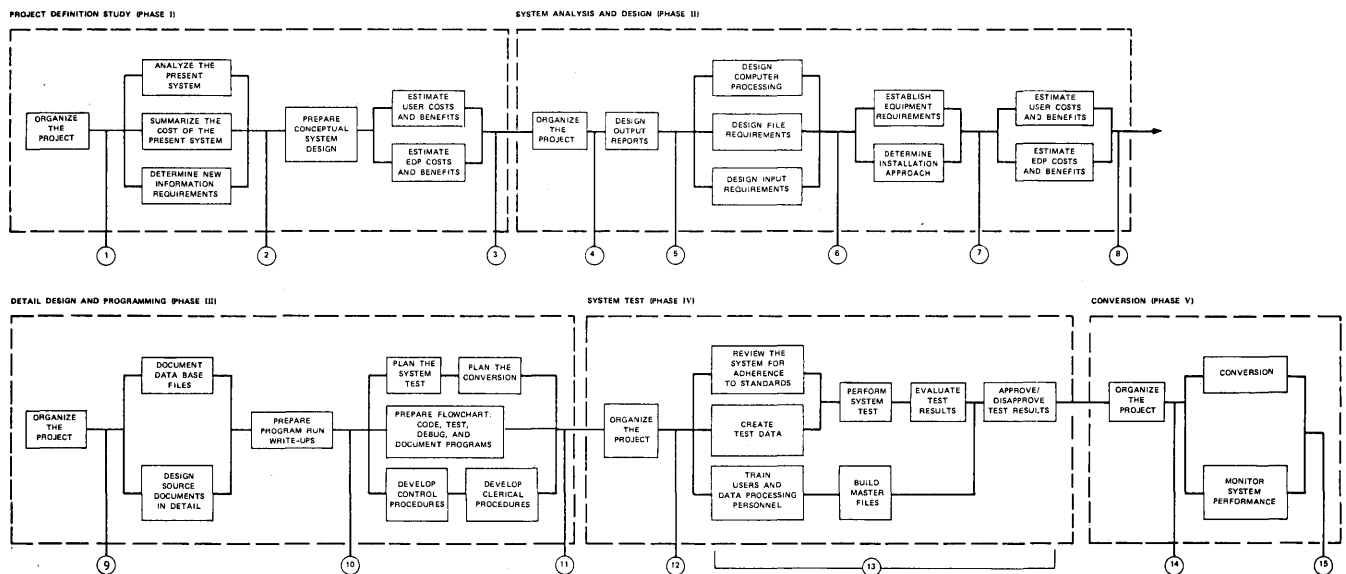 PROJECT DEFINITION STUDY (PHASE I)
ORGANIZE
THE
PROJECT
ANALYZE THE
PRESENT
SYSTEM
SUMMARIZE THE
COST OF THE
PRESENT SYSTEM
DETERMINE NEW
INFORMATION
REQUIREMENTS
PREPARE
CONCEPTUAL
SYSTEM
DESIGN
ESTIMATE
USER COSTS
AND BENEFITS
ESTIMATE
EDP COSTS
AND BENEFITS
1
2
3
SYSTEM ANALYSIS AND DESIGN (PHASE II)
ORGANIZE
THE
PROJECT
DESIGN
OUTPUT
REPORTS
DESIGN
COMPUTER
PROCESSING
DESIGN FILE
REQUIREMENTS
DESIGN INPUT
REQUIREMENTS
ESTABLISH
EQUIPMENT
REQUIREMENTS
DETERMINE
INSTALLATION
APPROACH
ESTIMATE
USER COSTS
AND BENEFITS
ESTIMATE
EDP COSTS
AND BENEFITS
4
5
6
7
8
DETAIL DESIGN AND PROGRAMMING (PHASE III)
ORGANIZE
THE
PROJECT
DOCUMENT
DATA BASE
FILES
DESIGN
SOURCE
DOCUMENTS
IN DETAIL
PREPARE
PROGRAM RUN
WRITE-UPS
PLAN THE
SYSTEM
TEST
PLAN THE
CONVERSION
PREPARE FLOWCHART:
CODE, TEST,
DEBUG, AND
DOCUMENT PROGRAMS
DEVELOP
CONTROL
PROCEDURES
DEVELOP
CLERICAL
PROCEDURES
9
10
11
SYSTEM TEST (PHASE IV)
ORGANIZE
THE
PROJECT
REVIEW THE
SYSTEM FOR
ADHERENCE
TO STANDARDS
CREATE
TEST DATA
TRAIN
USERS AND
DATA PROCESSING
PERSONNEL
PERFORM
SYSTEM
TEST
EVALUATE
TEST
RESULTS
APPROVE/
DISAPPROVE
TEST RESULTS
BUILD
MASTER
FILES
12
13
CONVERSION (PHASE V)
ORGANIZE
THE
PROJECT
CONVERSION
MONITOR
SYSTEM
PERFORMANCE
14
15